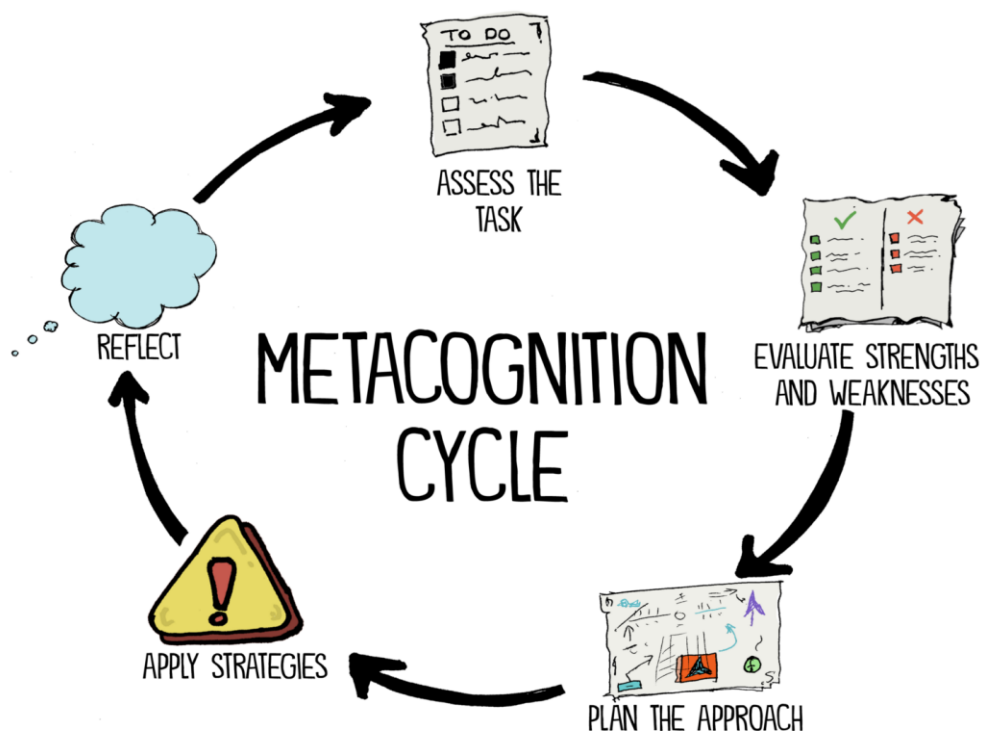 TO DO
ASSESS THE
TASK
EVALUATE STRENGTHS
AND WEAKNESSES
REFLECT
METACOGNITION
CYCLE
APPLY STRATEGIES
PLAN THE APPROACH